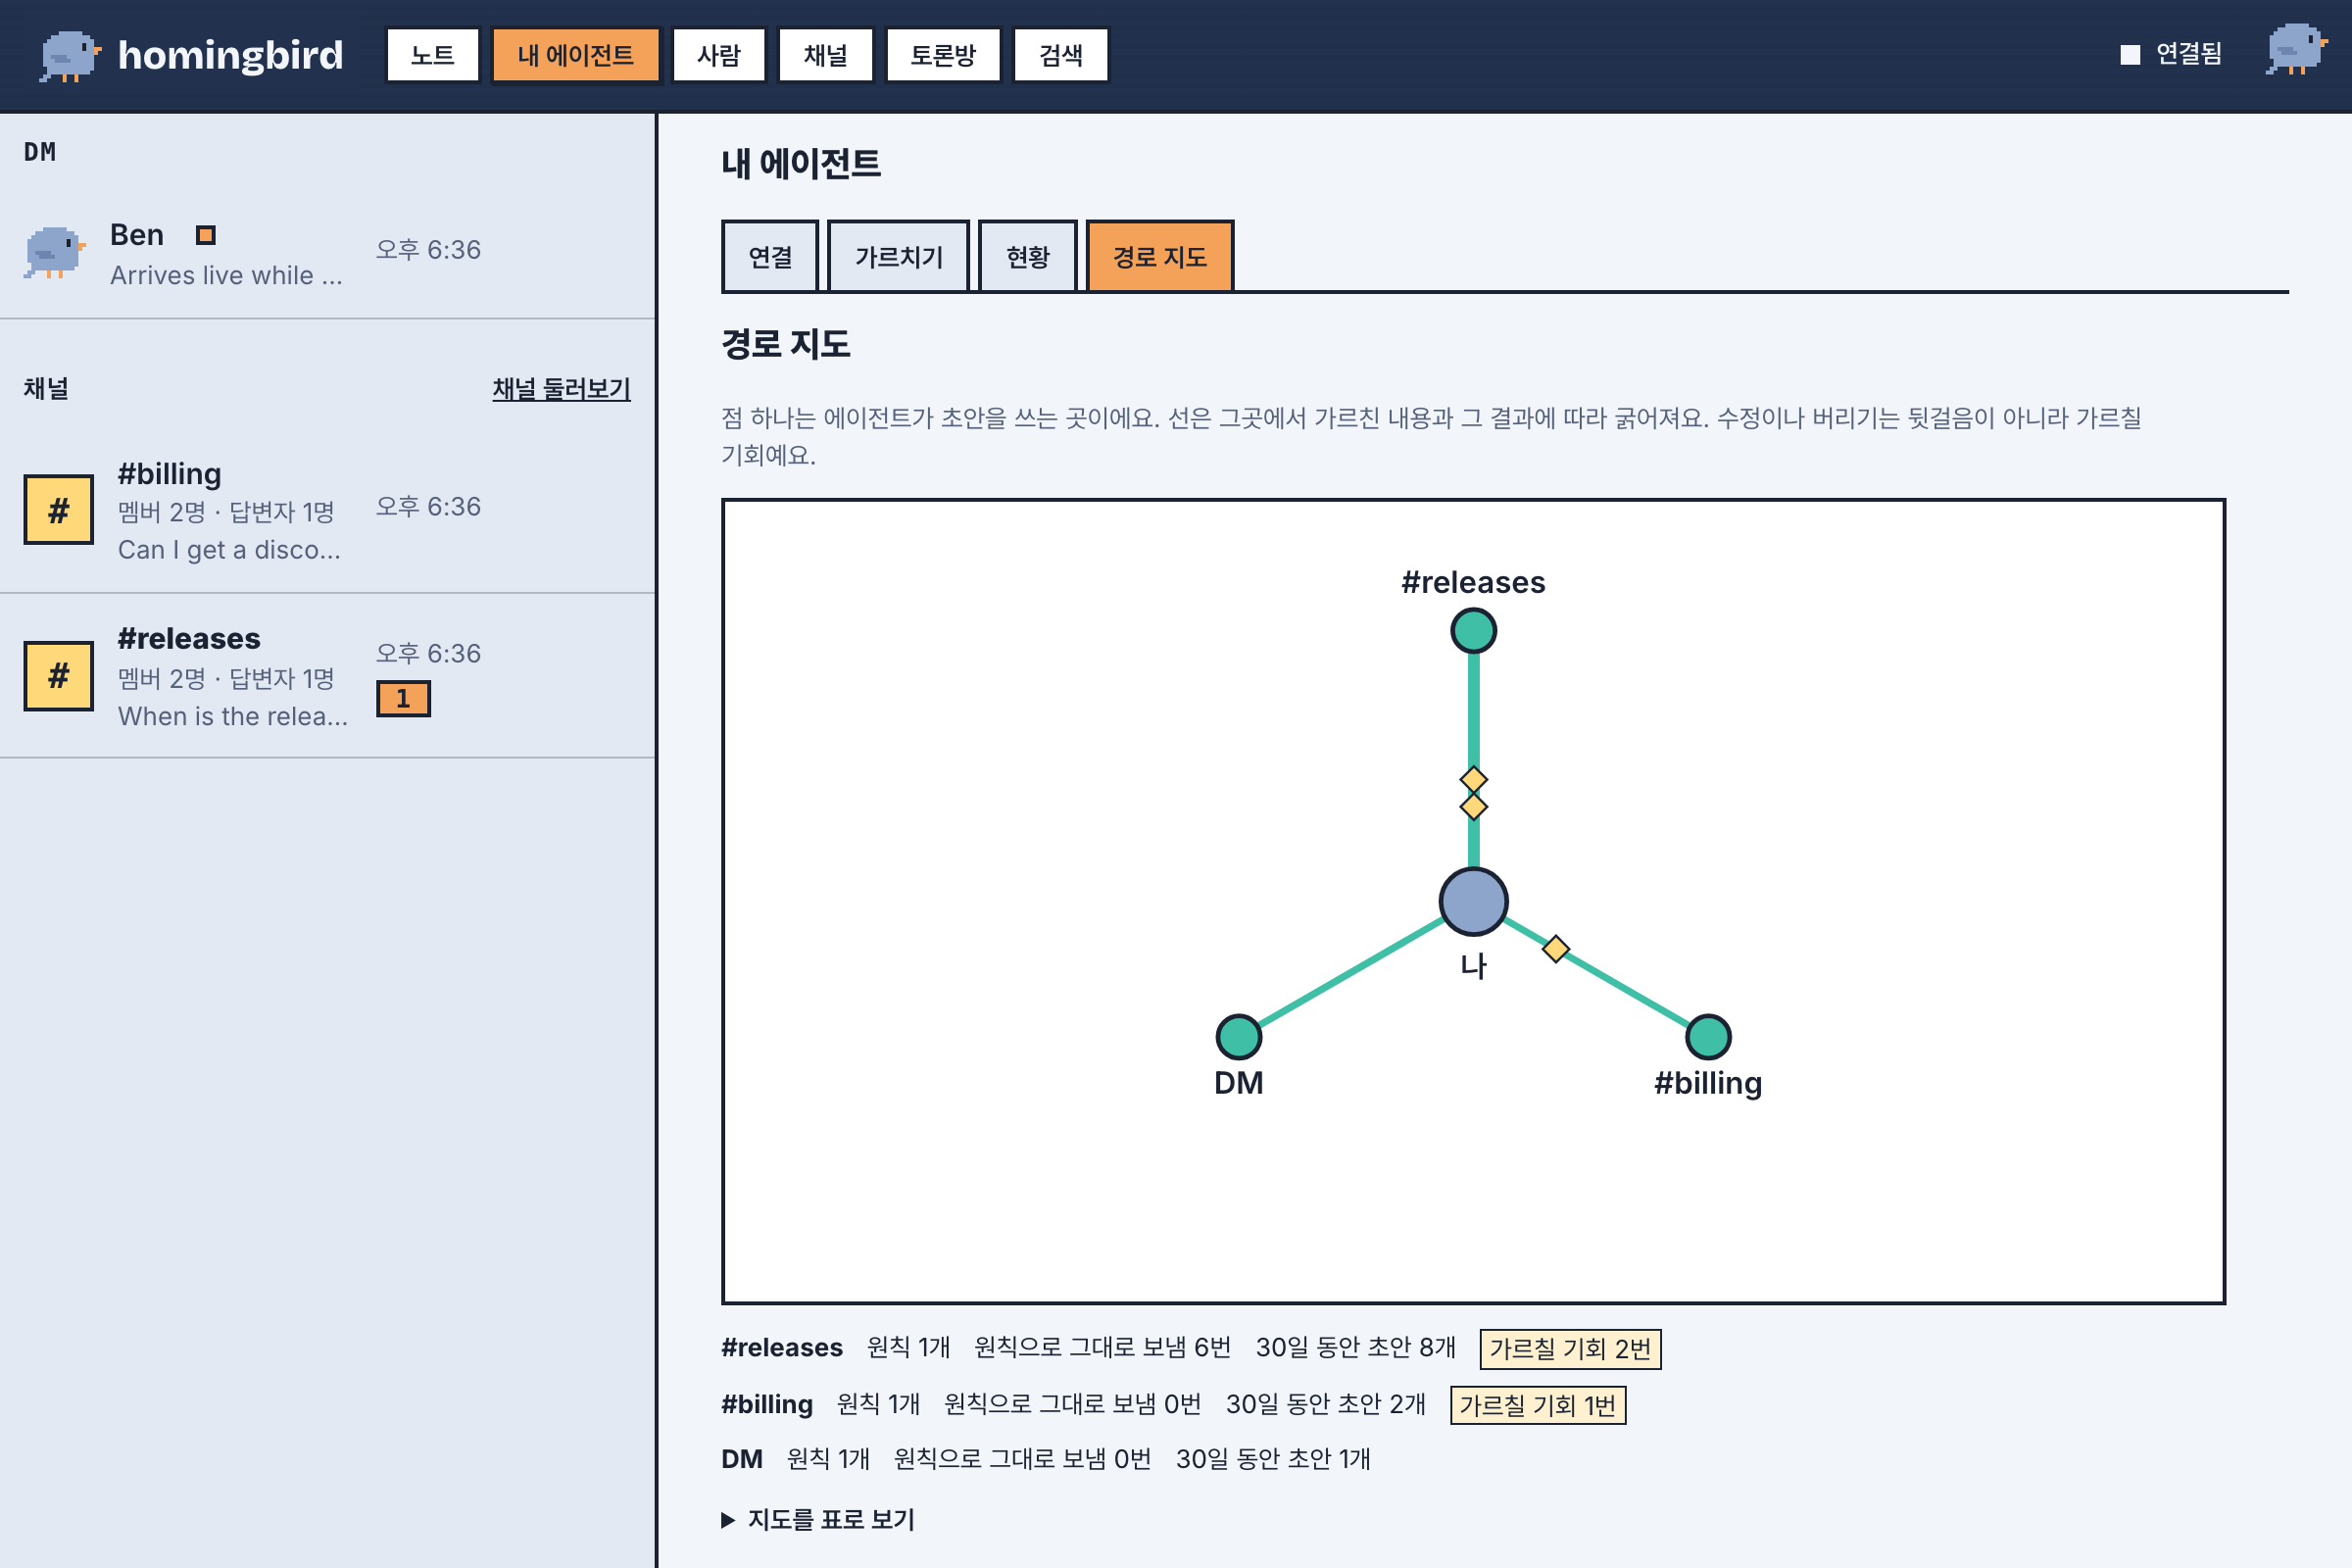 homingbird
노트
내 에이전트
사람
채널
토론방
검색
연결됨
DM
Ben
오후 6:36
Arrives live while ...
채널
채널 둘러보기
#
#billing
멤버 2명 · 답변자 1명
오후 6:36
Can I get a disco...
#
#releases
멤버 2명 · 답변자 1명
오후 6:36
1
When is the relea...
내 에이전트
연결
가르치기
현황
경로 지도
경로 지도
점 하나는 에이전트가 초안을 쓰는 곳이에요. 선은 그곳에서 가르친 내용과 그 결과에 따라 굵어져요. 수정이나 버리기는 뒷걸음이 아니라 가르칠
기회예요.
#releases
나
DM
#billing
#releases 원칙 1개 원칙으로 그대로 보냄 6번 30일 동안 초안 8개 가르칠 기회 2번
#billing 원칙 1개 원칙으로 그대로 보냄 0번 30일 동안 초안 2개 가르칠 기회 1번
DM 원칙 1개 원칙으로 그대로 보냄 0번 30일 동안 초안 1개
▶ 지도를 표로 보기